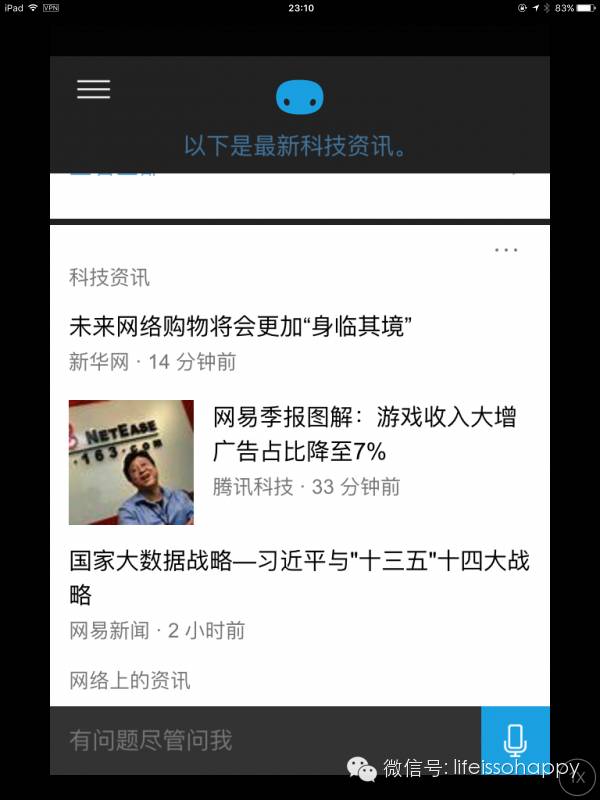 iPad VPN 23:10 83%
以下是最新科技资讯。
科技资讯
未来网络购物将会更加“身临其境”
新华网 · 14 分钟前
NETEASE
·163·com
网易季报图解：游戏收入大增
广告占比降至7%
腾讯科技 · 33 分钟前
国家大数据战略—习近平与"十三五"十四大战
略
网易新闻 · 2 小时前
网络上的资讯
有问题尽管问我
微信号: lifeissohappy
1X